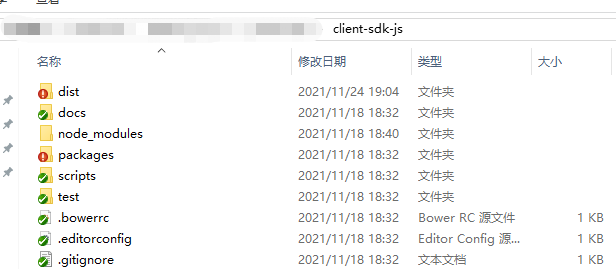 查看
client-sdk-js
名称 修改日期 类型 大小
dist 2021/11/24 19:04 文件夹
docs 2021/11/18 18:32 文件夹
node_modules 2021/11/18 18:40 文件夹
packages 2021/11/18 18:32 文件夹
scripts 2021/11/18 18:32 文件夹
test 2021/11/18 18:32 文件夹
.bowerrc 2021/11/18 18:32 Bower RC 源文件 1 KB
.editorconfig 2021/11/18 18:32 Editor Config 源... 1 KB
.gitignore 2021/11/18 18:32 文本文档 1 KB